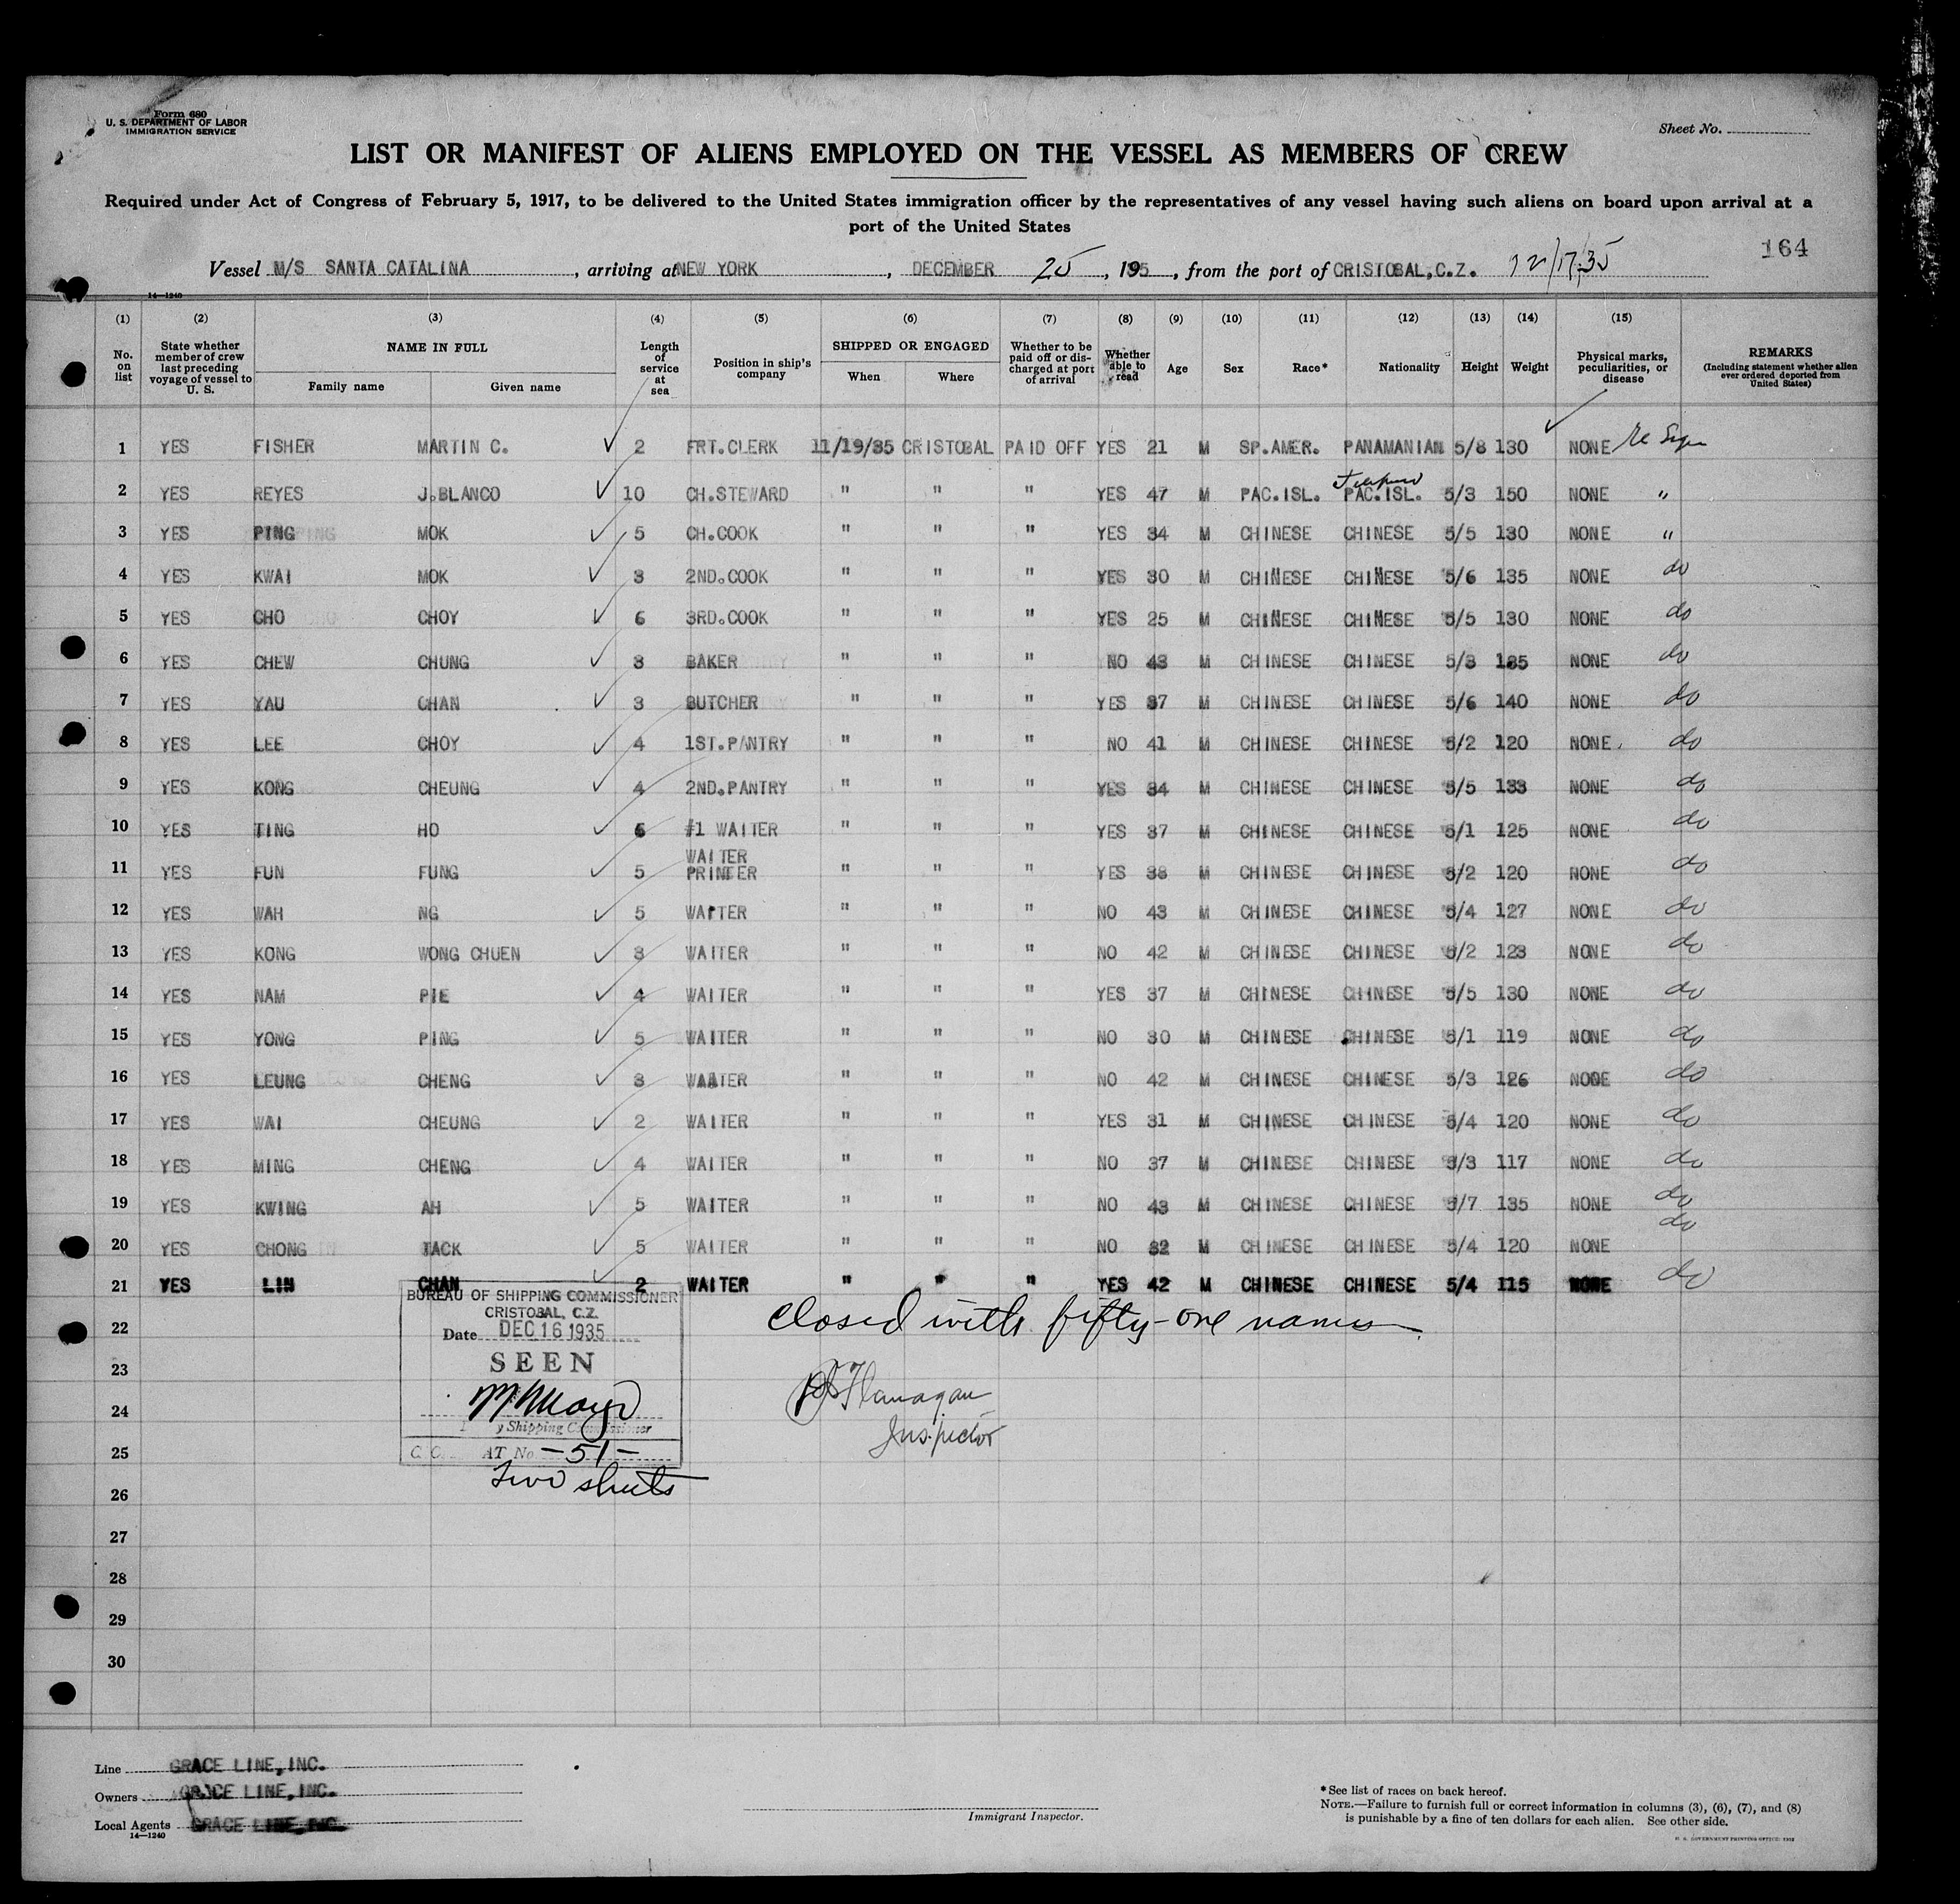 Form 680
U. S. DEPARTMENT OF LABOR
IMMIGRATION SERVICE
Sheet No.
LIST OR MANIFEST OF ALIENS EMPLOYED ON THE VESSEL AS MEMBERS OF CREW
Required under Act of Congress of February 5, 1917, to be delivered to the United States immigration officer by the representatives of any vessel having such aliens on board upon arrival at a
port of the United States
164
Vessel M/S SANTA CATALINA, arriving at NEW YORK, DECEMBER 25, 195, from the port of CRISTOBAL,C.Z. 12/17/35
14—1240
(1) (2) (3) (4) (5) (6) (7) (8) (9) (10) (11) (12) (13) (14) (15)
No. on list State whether member of crew last preceding voyage of vessel to U. S. NAME IN FULL Family name Given name Length of service at sea Position in ship's company SHIPPED OR ENGAGED When Where Whether to be paid off or discharged at port of arrival Whether able to read Age Sex Race* Nationality Height Weight Physical marks, peculiarities, or disease REMARKS (Including statement whether alien ever ordered deported from United States)
1 YES FISHER MARTIN C. 2 FRT.CLERK 11/19/35 CRISTOBAL PAID OFF YES 21 M SP.AMER. PANAMANIAN 5/8 130 NONE Re Sign
2 YES REYES J.BLANCO 10 CH.STEWARD " " " YES 47 M PAC.ISL. PAC.ISL. 5/3 150 NONE "
3 YES PING MOK 5 CH.COOK " " " YES 34 M CHINESE CHINESE 5/5 130 NONE "
4 YES KWAI MOK 3 2ND.COOK " " " YES 30 M CHINESE CHINESE 5/6 135 NONE do
5 YES CHO CHOY 6 3RD.COOK " " " YES 25 M CHINESE CHINESE 5/5 130 NONE do
6 YES CHEW CHUNG 3 BAKER " " " NO 43 M CHINESE CHINESE 5/3 135 NONE do
7 YES YAU CHAN 3 BUTCHER " " " YES 37 M CHINESE CHINESE 5/6 140 NONE do
8 YES LEE CHOY 4 1ST.PANTRY " " " NO 41 M CHINESE CHINESE 5/2 120 NONE do
9 YES KONG CHEUNG 4 2ND.PANTRY " " " YES 34 M CHINESE CHINESE 5/5 133 NONE do
10 YES TING HO 6 #1 WAITER " " " YES 37 M CHINESE CHINESE 5/1 125 NONE do
11 YES FUN FUNG 5 WAITER PRINTER " " " YES 38 M CHINESE CHINESE 5/2 120 NONE do
12 YES WAH NG 5 WAITER " " " NO 43 M CHINESE CHINESE 5/4 127 NONE do
13 YES KONG WONG CHUEN 3 WAITER " " " NO 42 M CHINESE CHINESE 5/2 123 NONE do
14 YES NAM PIE 4 WAITER " " " YES 37 M CHINESE CHINESE 5/5 130 NONE do
15 YES YONG PING 5 WAITER " " " NO 30 M CHINESE CHINESE 5/1 119 NONE do
16 YES LEUNG CHENG 3 WAATER " " " NO 42 M CHINESE CHINESE 5/3 126 NOOE do
17 YES WAI CHEUNG 2 WAITER " " " YES 31 M CHINESE CHINESE 5/4 120 NONE do
18 YES MING CHENG 4 WAITER " " " NO 37 M CHINESE CHINESE 5/3 117 NONE do
19 YES KWING AH 5 WAITER " " " NO 43 M CHINESE CHINESE 5/7 135 NONE do
20 YES CHONG TACK 5 WAITER " " " NO 32 M CHINESE CHINESE 5/4 120 NONE do
21 YES LIN CHAN 2 WAITER " " " YES 42 M CHINESE CHINESE 5/4 115 NONE do
22
23
24
25
26
27
28
29
30
BUREAU OF SHIPPING COMMISSIONER
CRISTOBAL, C.Z.
Date DEC 16 1935
SEEN
y Shipping Commissioner
AT No -51-
Two sheets
closed with fifty-one names
Flanagan
Inspector
Line GRACE LINE,INC.
Owners GRACE LINE,INC.
Local Agents GRACE LINE,INC.
14—1240
Immigrant Inspector.
*See list of races on back hereof.
NOTE.—Failure to furnish full or correct information in columns (3), (6), (7), and (8)
is punishable by a fine of ten dollars for each alien. See other side.
U. S. GOVERNMENT PRINTING OFFICE: 1932